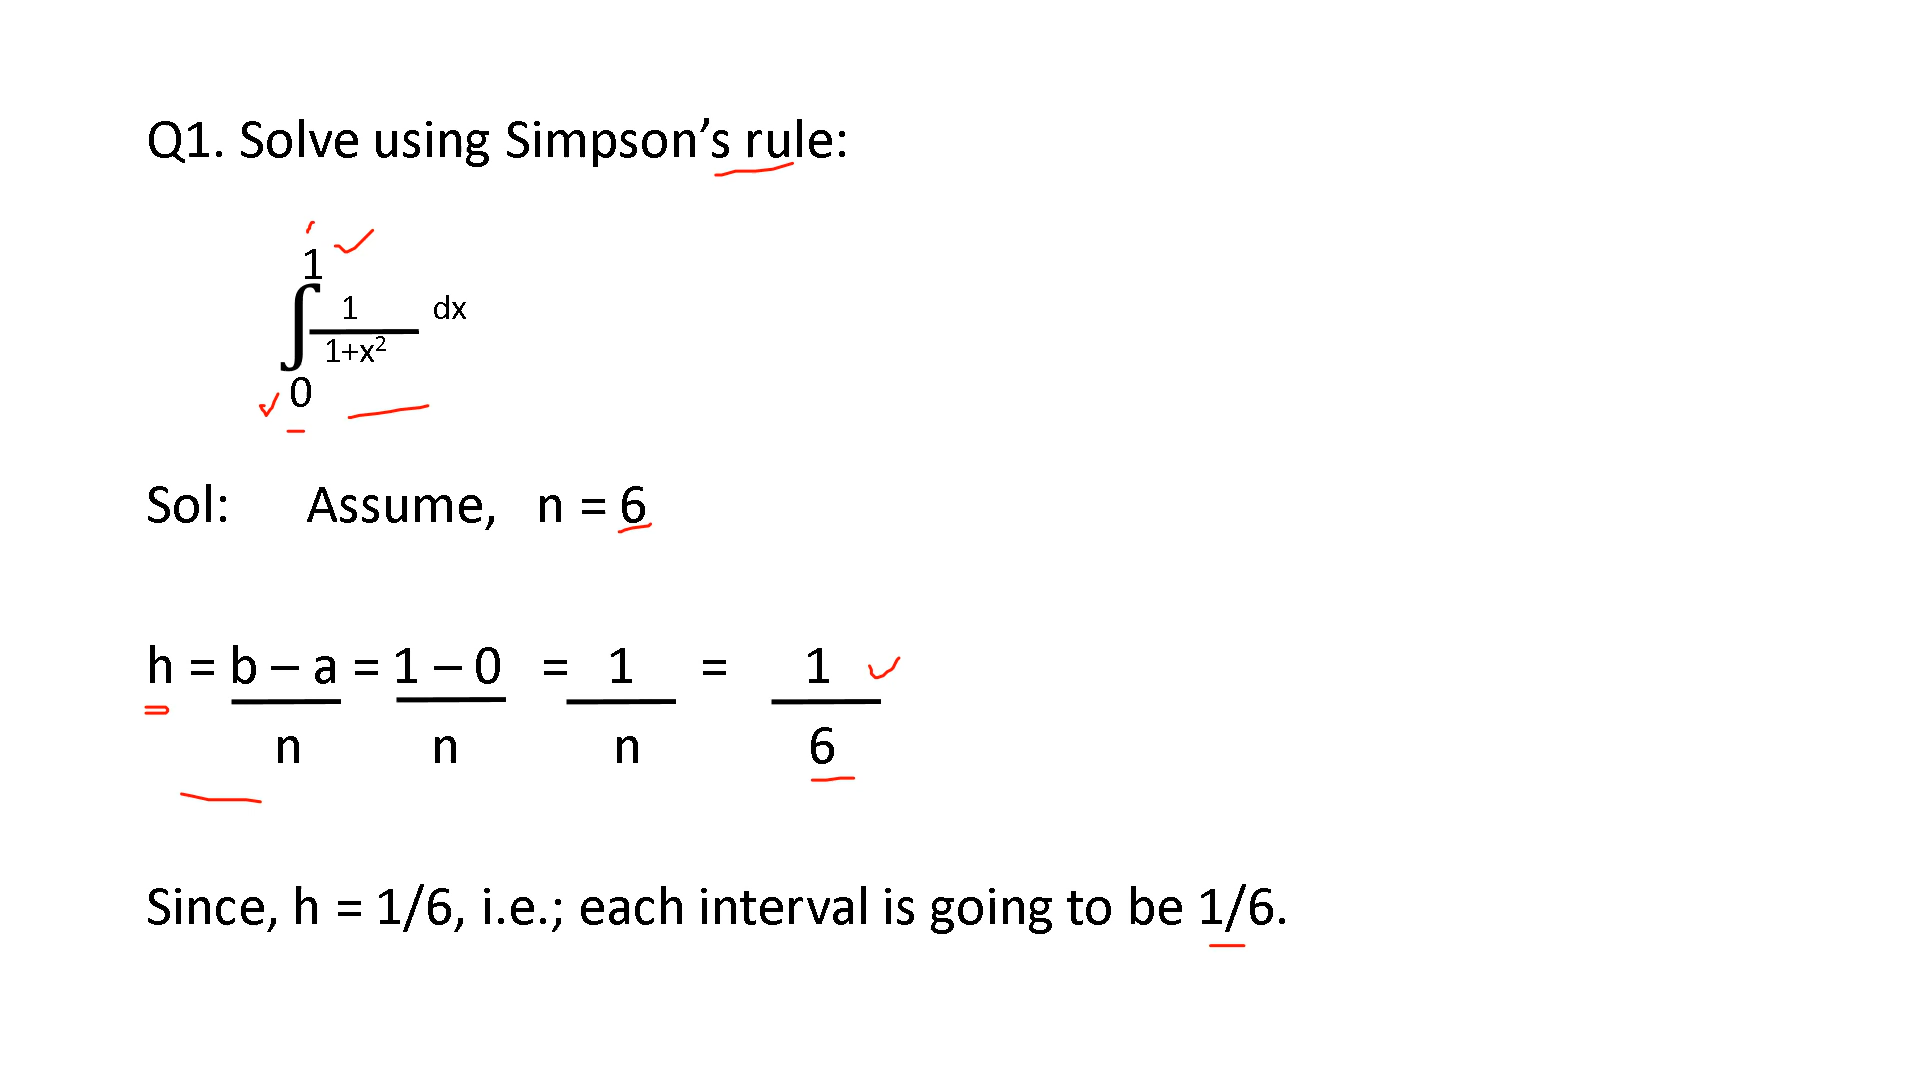 Q1. Solve using Simpson’s rule:
1
∫ 1 dx
1+x²
0
Sol: Assume, n = 6
h = b – a = 1 – 0 = 1 = 1
n n n 6
Since, h = 1/6, i.e.; each interval is going to be 1/6.